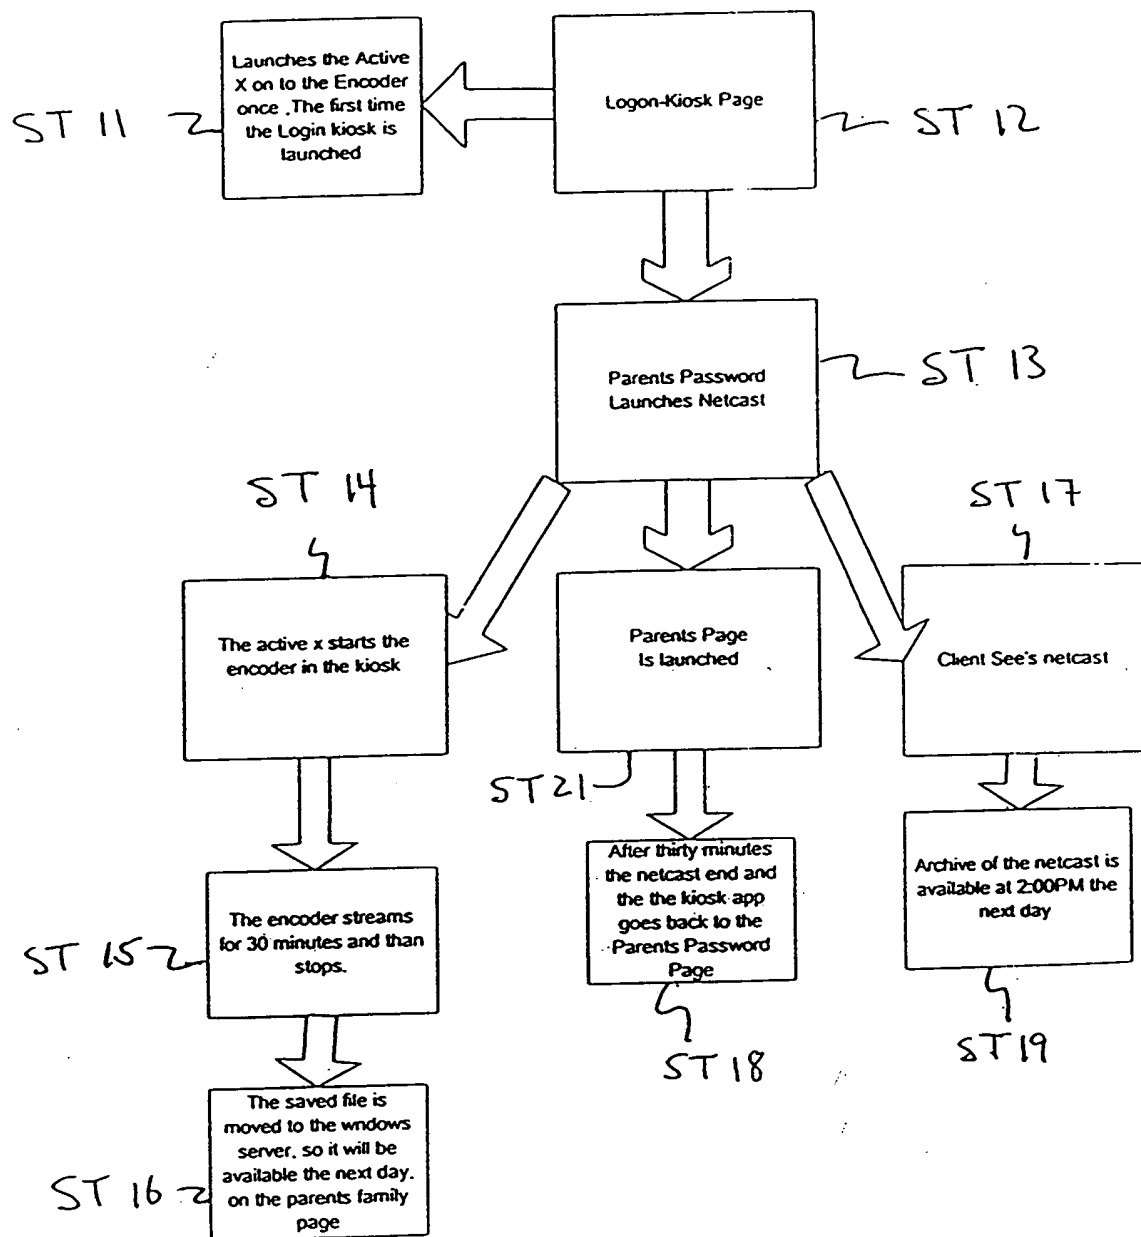 Launches the Active
X on to the Encoder
once .The first time
the Login kiosk is
launched
ST 11
Logon-Kiosk Page
ST 12
Parents Password
Launches Netcast
ST 13
ST 14
The active x starts the
encoder in the kiosk
Parents Page
Is launched
ST21
ST 17
Client See's netcast
The encoder streams
for 30 minutes and than
stops.
ST 15
After thirty minutes
the netcast end and
the the kiosk app
goes back to the
Parents Password
Page
ST 18
Archive of the netcast is
available at 2:00PM the
next day
ST19
The saved file is
moved to the wndows
server, so it will be
available the next day.
on the parents family
page
ST 16